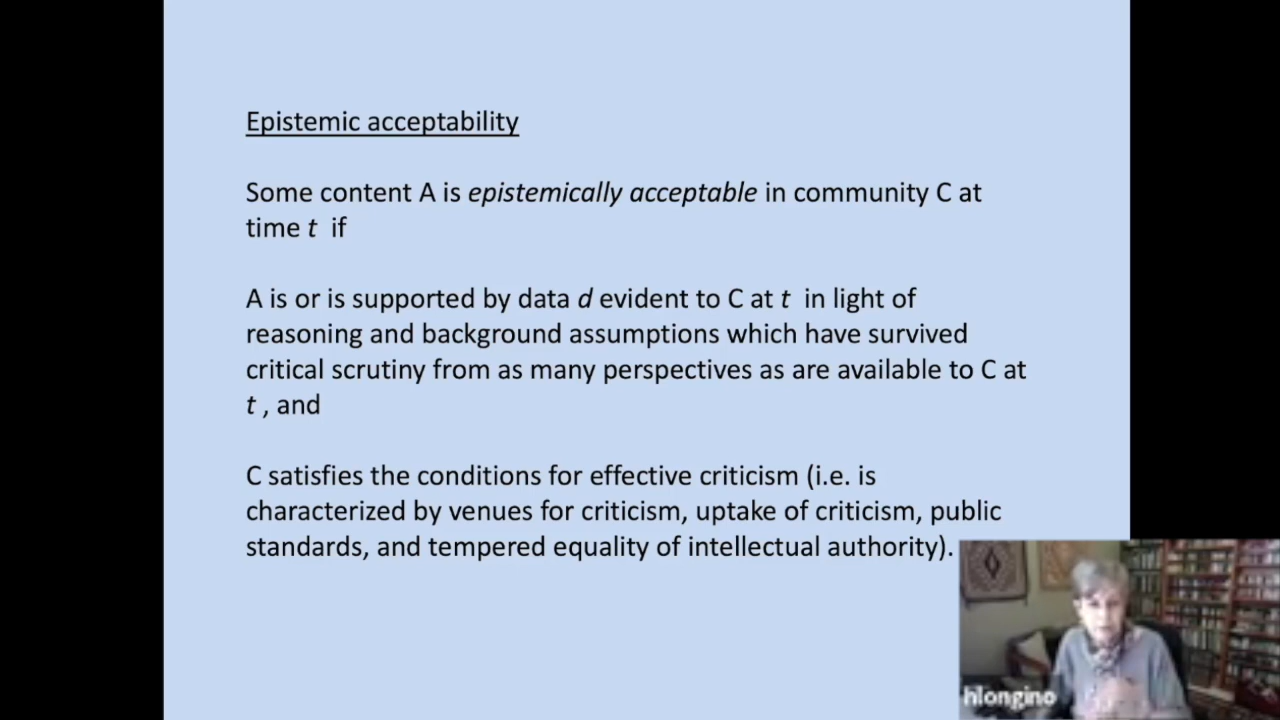 Epistemic acceptability
Some content A is epistemically acceptable in community C at
time t if
A is or is supported by data d evident to C at t in light of
reasoning and background assumptions which have survived
critical scrutiny from as many perspectives as are available to C at
t , and
C satisfies the conditions for effective criticism (i.e. is
characterized by venues for criticism, uptake of criticism, public
standards, and tempered equality of intellectual authority).
hlongino